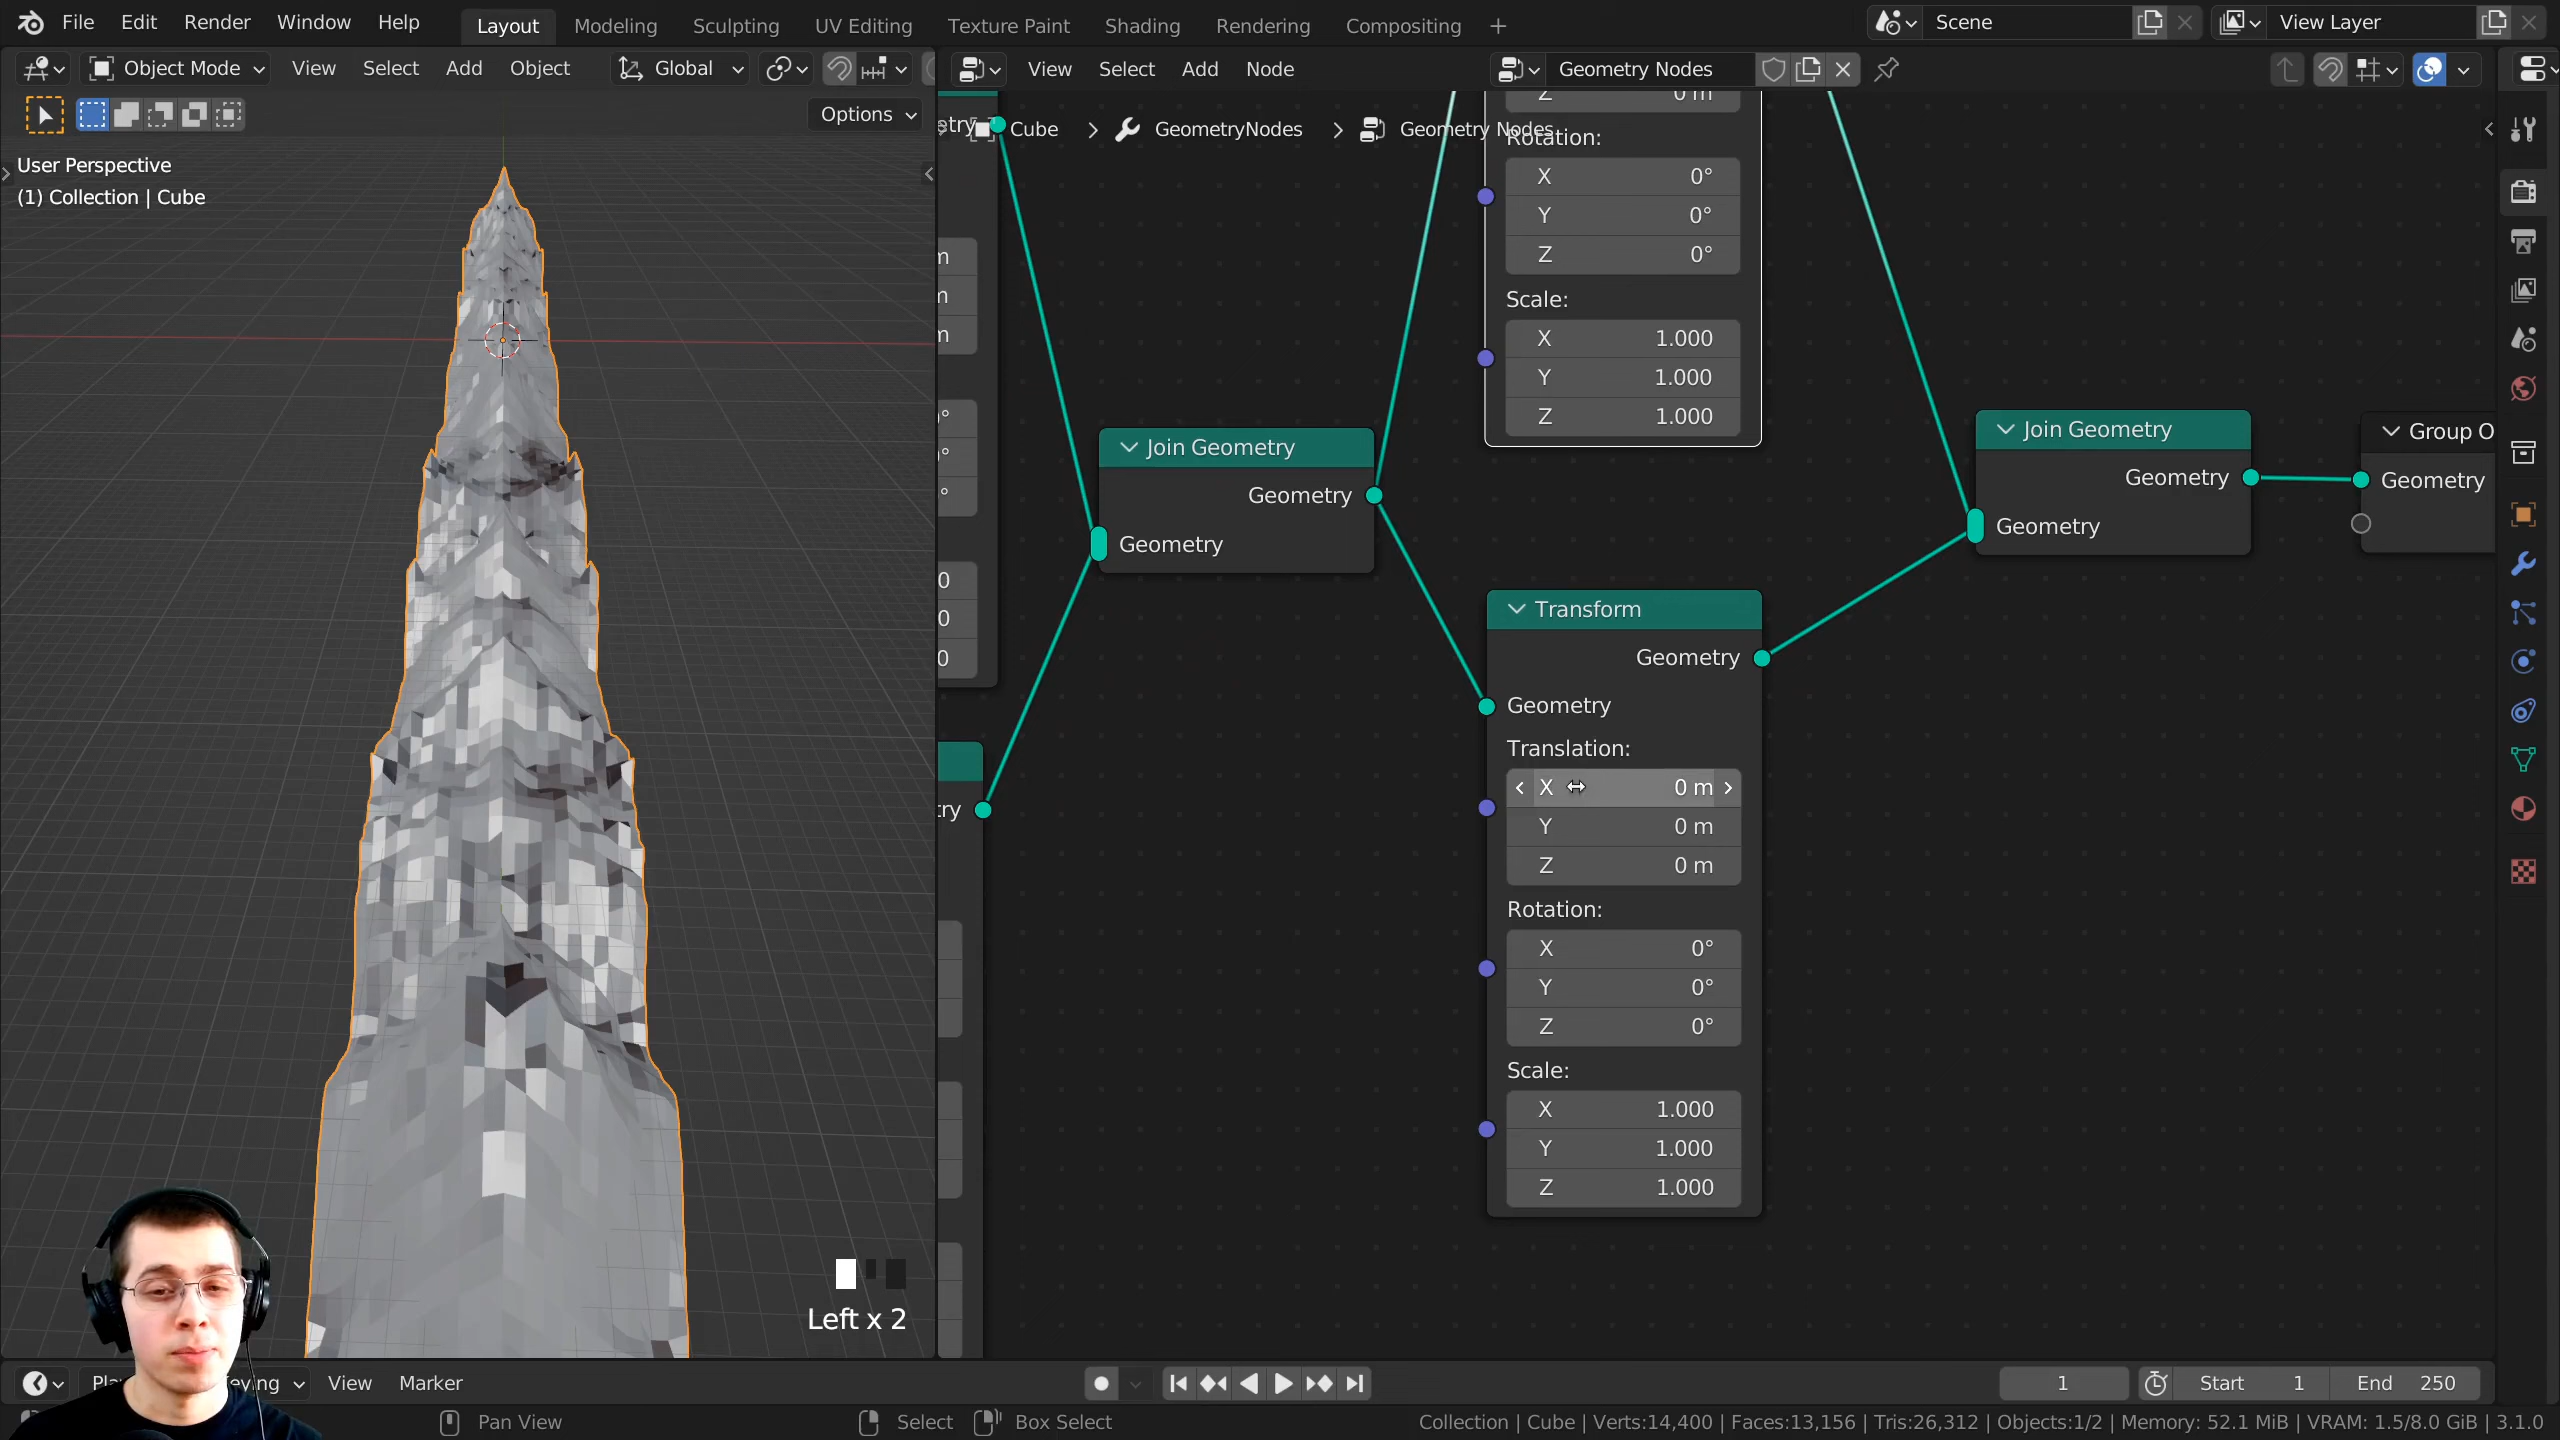 File Edit Render Window Help Layout Modeling Sculpting UV Editing Texture Paint Shading Rendering Compositing + Scene View Layer
Object Mode View Select Add Object Global View Select Add Node Geometry Nodes
Options
Cube > GeometryNodes > Geometry Nodes
User Perspective
(1) Collection | Cube
Z 0 m
Rotation:
X 0°
Y 0°
Z 0°
Scale:
X 1.000
Y 1.000
Z 1.000
Join Geometry
Geometry
Geometry
Join Geometry
Geometry
Geometry
Group O
Geometry
Transform
Geometry
Geometry
Translation:
X 0 m
Y 0 m
Z 0 m
Rotation:
X 0°
Y 0°
Z 0°
Scale:
X 1.000
Y 1.000
Z 1.000
Left x 2
View Marker 1 Start 1 End 250
Pan View Select Box Select Collection | Cube | Verts:14,400 | Faces:13,156 | Tris:26,312 | Objects:1/2 | Memory: 52.1 MiB | VRAM: 1.5/8.0 GiB | 3.1.0